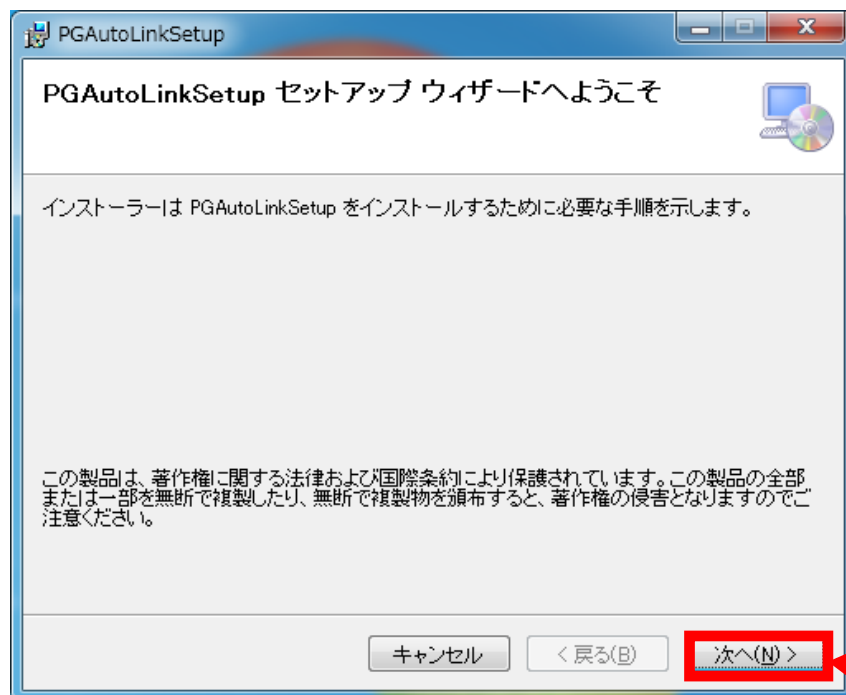 PGAutoLinkSetup
PGAutoLinkSetup セットアップ ウィザードへようこそ
インストーラーは PGAutoLinkSetup をインストールするために必要な手順を示します。
この製品は、著作権に関する法律および国際条約により保護されています。この製品の全部
または一部を無断で複製したり、無断で複製物を頒布すると、著作権の侵害となりますのでご
注意ください。
キャンセル
< 戻る(B)
次へ(N) >